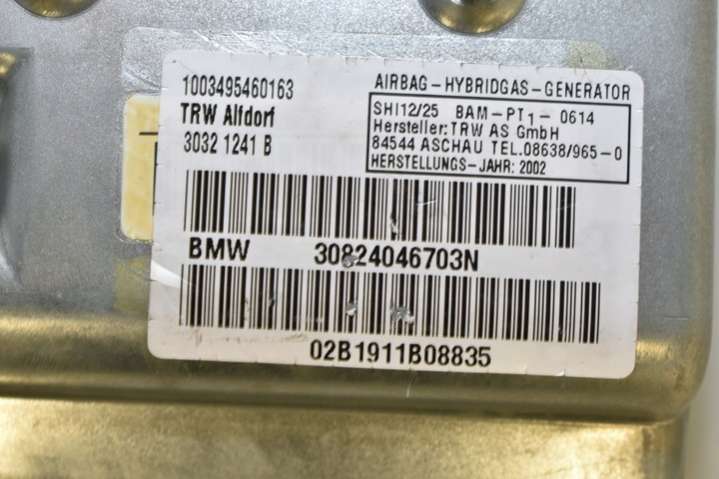 1003495460163
TRW Alfdorf
3032 1241 B
AIRBAG-HYBRIDGAS-GENERATOR
SHI12/25 BAM-PT1- 0614
Hersteller: TRW AS GmbH
84544 ASCHAU TEL.08638/965-0
HERSTELLUNGS-JAHR: 2002
BMW 30824046703N
02B1911B08835